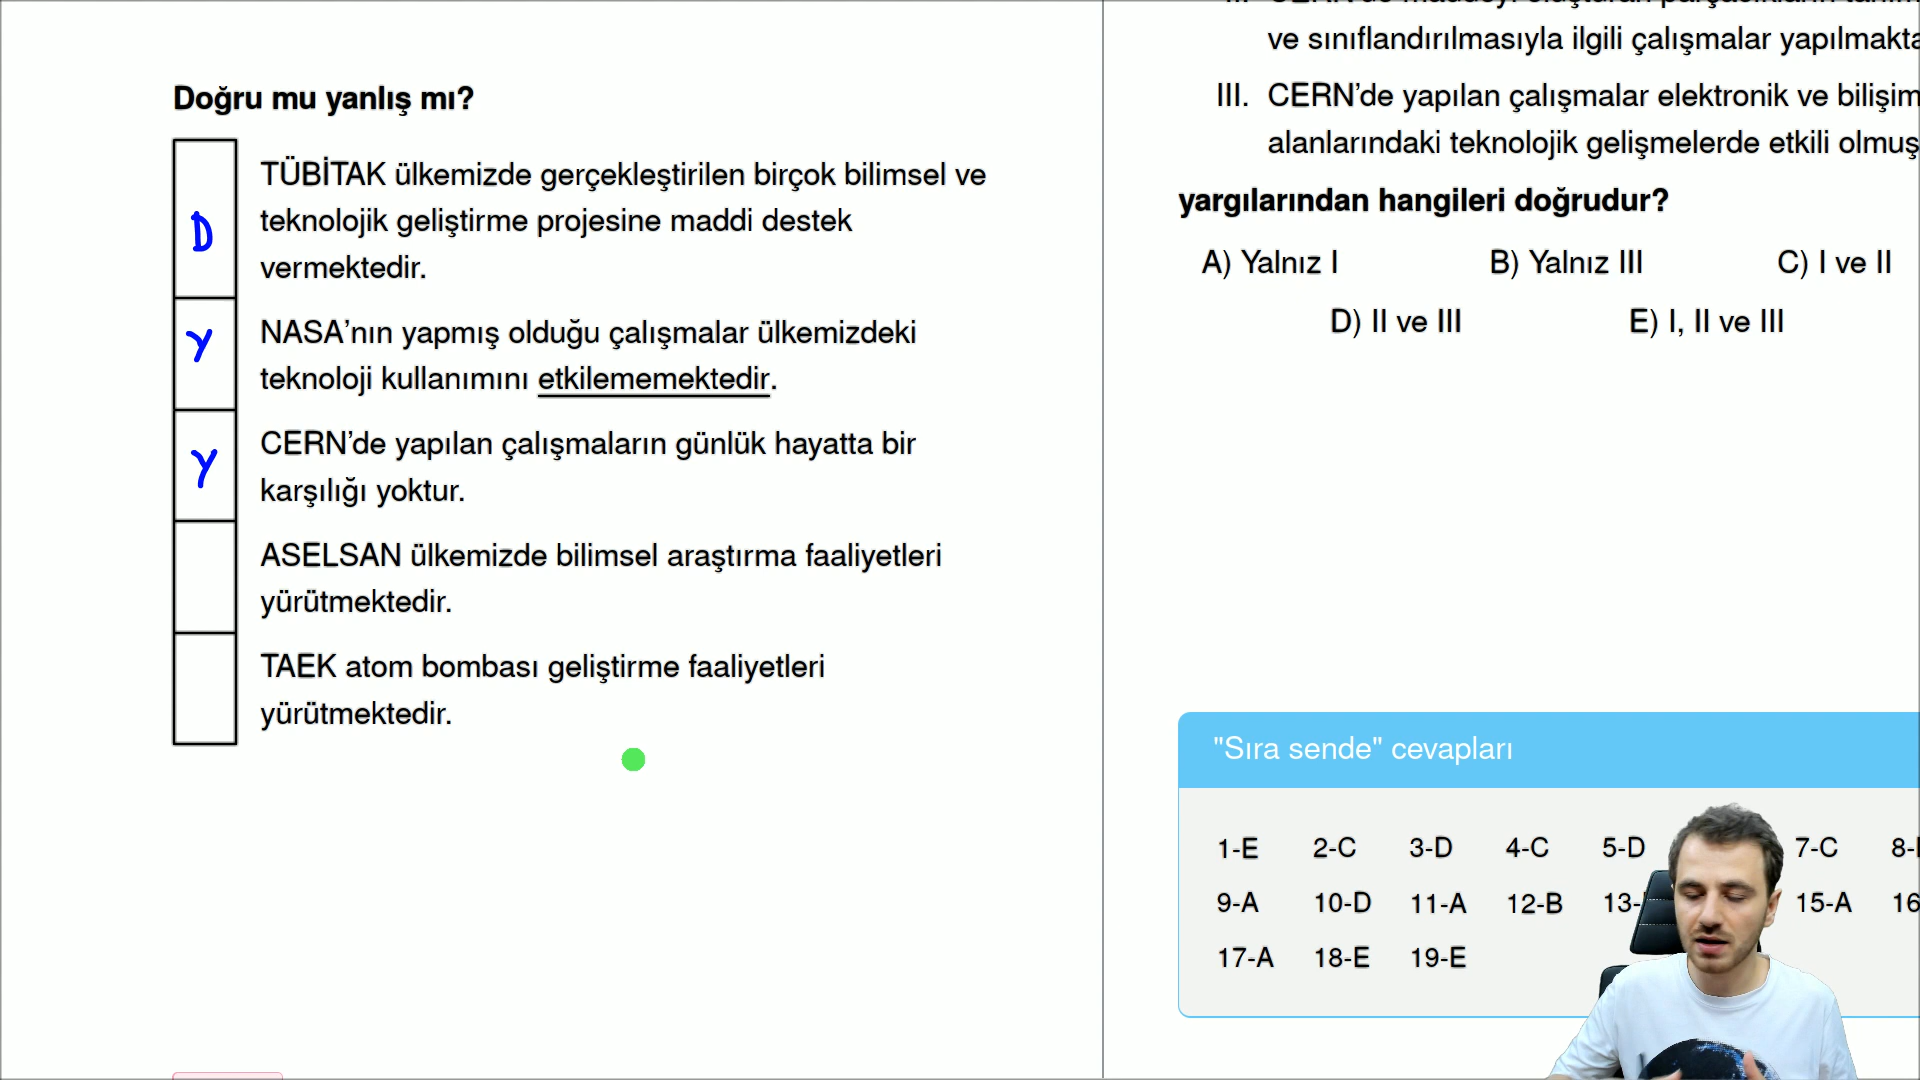 Doğru mu yanlış mı?
D
TÜBİTAK ülkemizde gerçekleştirilen birçok bilimsel ve
teknolojik geliştirme projesine maddi destek
vermektedir.
Y
NASA’nın yapmış olduğu çalışmalar ülkemizdeki
teknoloji kullanımını etkilememektedir.
Y
CERN’de yapılan çalışmaların günlük hayatta bir
karşılığı yoktur.
ASELSAN ülkemizde bilimsel araştırma faaliyetleri
yürütmektedir.
TAEK atom bombası geliştirme faaliyetleri
yürütmektedir.
ve sınıflandırılmasıyla ilgili çalışmalar
III. CERN’de yapılan çalışmalar elektronik ve bilişim
alanlarındaki teknolojik gelişmelerde etkili
yargılarından hangileri doğrudur?
A) Yalnız I B) Yalnız III C) I ve II
D) II ve III E) I, II ve III
"Sıra sende" cevapları
1-E 2-C 3-D 4-C 5-D 7-C
9-A 10-D 11-A 12-B 13- 15-A 16
17-A 18-E 19-E